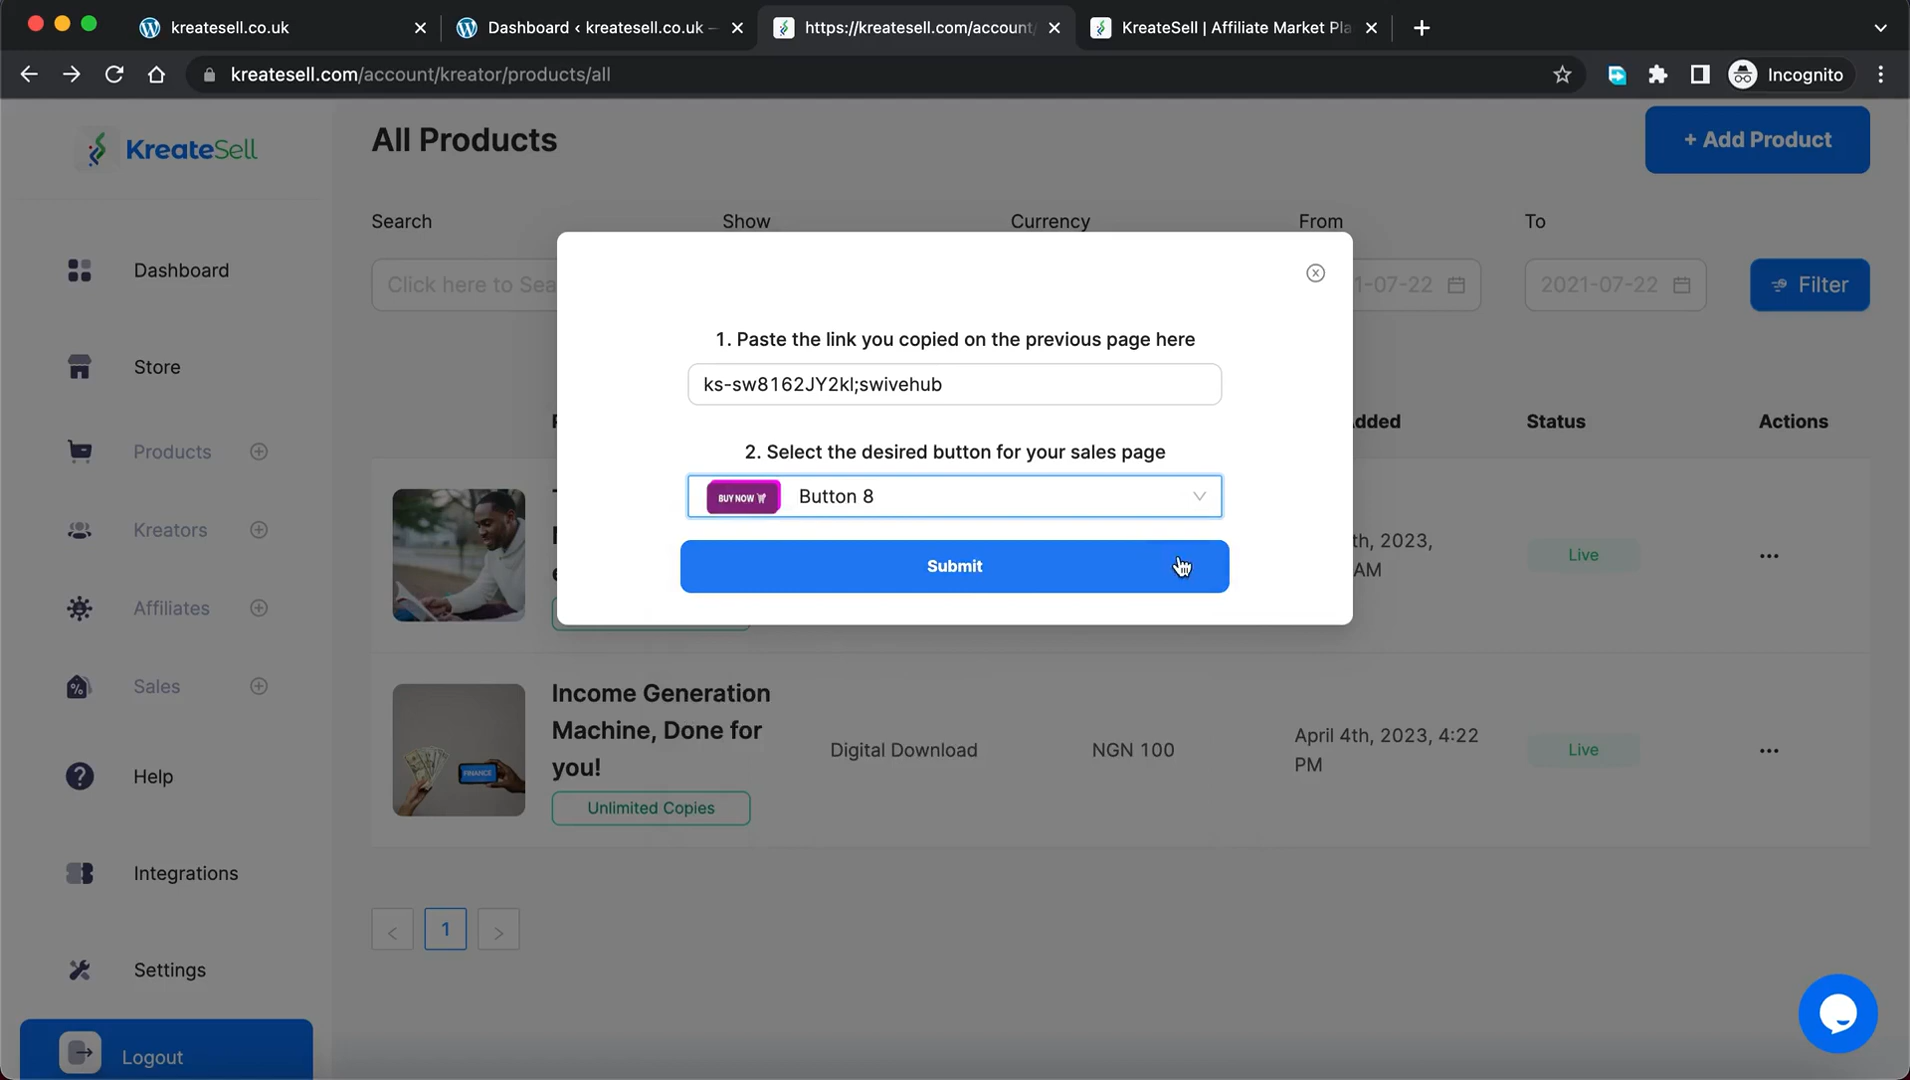 kreatesell.co.uk
Dashboard ‹ kreatesell.co.uk —
https://kreatesell.com/account/
KreateSell | Affiliate Market Pla
kreatesell.com/account/kreator/products/all
Incognito
KreateSell
All Products
+ Add Product
Search
Show
Currency
From
To
Click here to Sea
1-07-22
2021-07-22
Filter
Dashboard
Store
Products
Kreators
Affiliates
Sales
Help
Integrations
Settings
Logout
1. Paste the link you copied on the previous page here
ks-sw8162JY2kl;swivehub
2. Select the desired button for your sales page
BUY NOW
Button 8
Submit
Status
Actions
th, 2023,
AM
Live
FINANCE
Income Generation
Machine, Done for
you!
Unlimited Copies
Digital Download
NGN 100
April 4th, 2023, 4:22
PM
Live
< 1 >